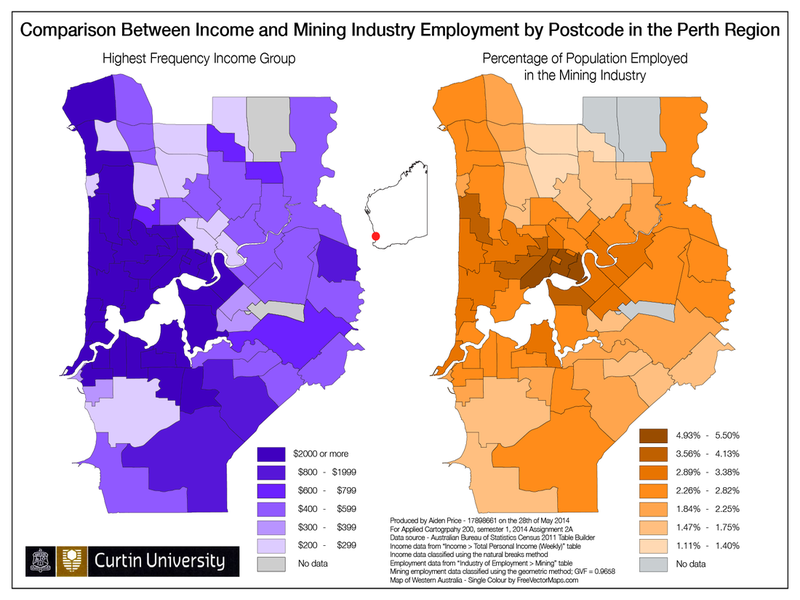 Comparison Between Income and Mining Industry Employment by Postcode in the Perth Region
Highest Frequency Income Group
Percentage of Population Employed
in the Mining Industry
$2000 or more
$800 - $1999
$600 - $799
$400 - $599
$300 - $399
$200 - $299
No data
4.93% - 5.50%
3.56% - 4.13%
2.89% - 3.38%
2.26% - 2.82%
1.84% - 2.25%
1.47% - 1.75%
1.11% - 1.40%
No data
Produced by Aiden Price - 17898661 on the 28th of May 2014
For Applied Cartogrpahy 200, semester 1, 2014 Assignment 2A
Data source - Australian Bureau of Statistics Census 2011 Table Builder
Income data from "Income > Total Personal Income (Weekly)" table
Income data classified using the natural breaks method
Employment data from "Industry of Employment > Mining" table
Mining employment data classified using the geometric method; GVF = 0.9658
Map of Western Australia - Single Colour by FreeVectorMaps.com
Curtin University